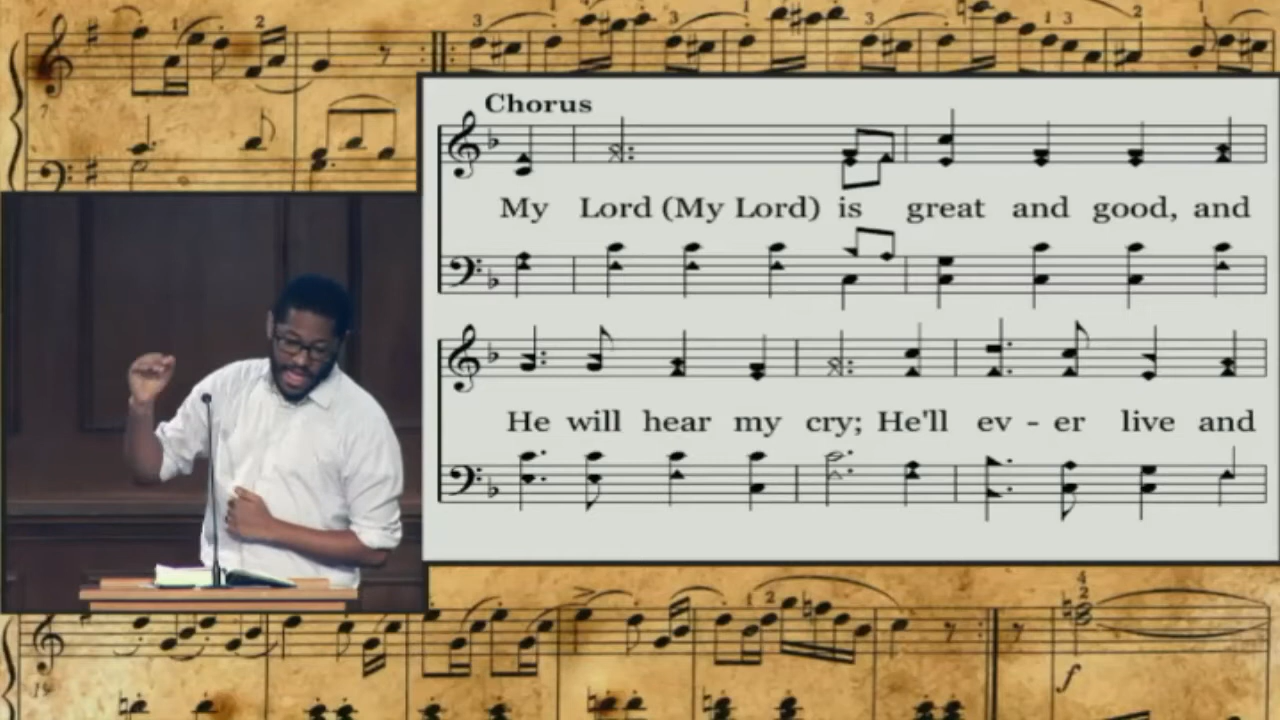 Chorus
My Lord (My Lord) is great and good, and
He will hear my cry; He'll ev - er live and